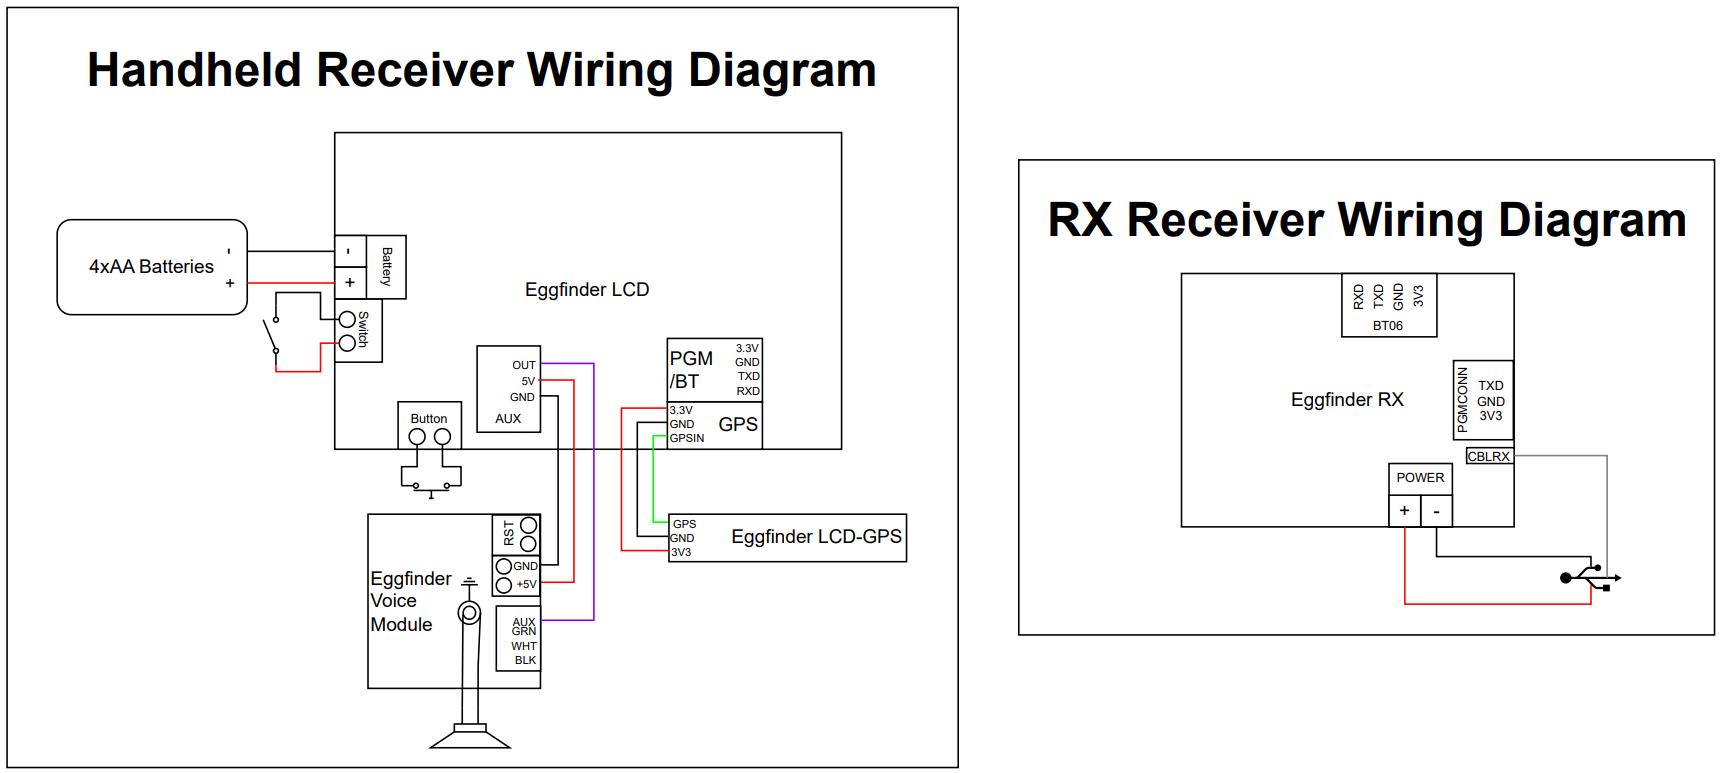 Handheld Receiver Wiring Diagram
4xAA Batteries
-
+
-
+
Battery
Switch
Eggfinder LCD
Button
OUT
5V
GND
AUX
PGM
/BT
3.3V
GND
TXD
RXD
3.3V
GND
GPSIN
GPS
GPS
GND
3V3
Eggfinder LCD-GPS
Eggfinder
Voice
Module
RST
GND
+5V
AUX
GRN
WHT
BLK
RX Receiver Wiring Diagram
RXD
TXD
GND
3V3
BT06
Eggfinder RX
PGMCONN
TXD
GND
3V3
CBLRX
POWER
+
-